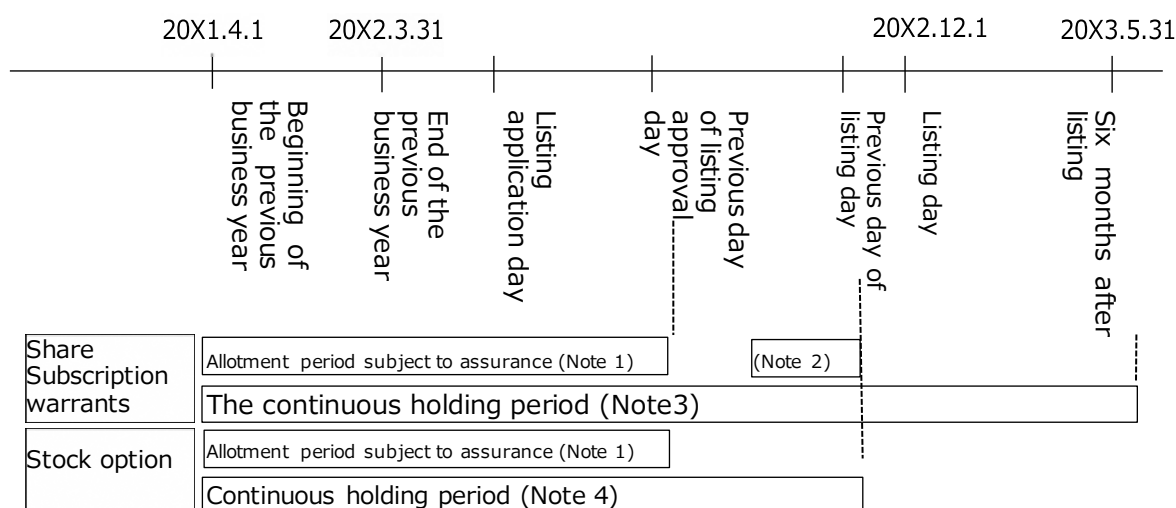 20X1.4.1
20X2.3.31
20X2.12.1
20X3.5.31
Beginning of
the previous
business year
End of the
previous
business year
Listing
application day
Previous day
of listing
approval
day
Previous day of
listing day
Listing day
Six months after
listing
Share
Subscription
warrants
Allotment period subject to assurance (Note 1)
(Note 2)
The continuous holding period (Note3)
Stock option
Allotment period subject to assurance (Note 1)
Continuous holding period (Note 4)